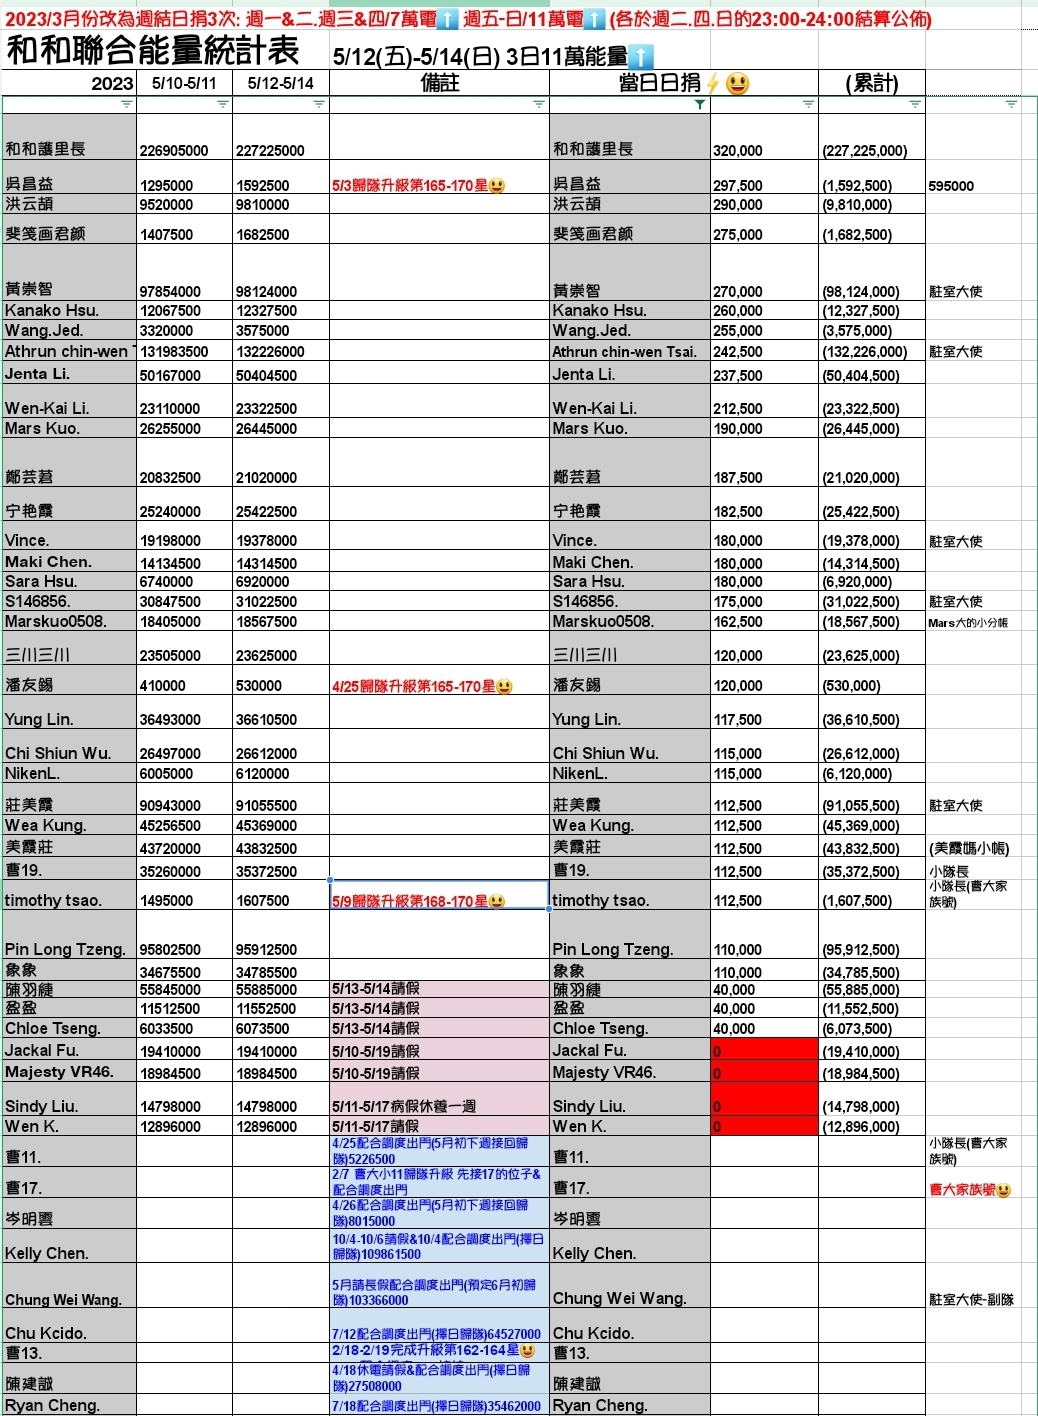 2023/3月份改為週結日捐3次: 週一&二.週三&四/7萬電⬆️ 週五-日/11萬電⬆️ (各於週二.四.日的23:00-24:00結算公佈)
和和聯合能量統計表 5/12(五)-5/14(日) 3日11萬能量⬆️
2023 5/10-5/11 5/12-5/14 備註 當日日捐⚡😃 (累計)
和和護里長 226905000 227225000 和和護里長 320,000 (227,225,000)
吳昌益 1295000 1592500 5/3歸隊升級第165-170星😃 吳昌益 297,500 (1,592,500) 595000
洪云頡 9520000 9810000 洪云頡 290,000 (9,810,000)
斐笺画君颜 1407500 1682500 斐笺画君颜 275,000 (1,682,500)
黃崇智 97854000 98124000 黃崇智 270,000 (98,124,000) 駐室大使
Kanako Hsu. 12067500 12327500 Kanako Hsu. 260,000 (12,327,500)
Wang.Jed. 3320000 3575000 Wang.Jed. 255,000 (3,575,000)
Athrun chin-wen 131983500 132226000 Athrun chin-wen Tsai. 242,500 (132,226,000) 駐室大使
Jenta Li. 50167000 50404500 Jenta Li. 237,500 (50,404,500)
Wen-Kai Li. 23110000 23322500 Wen-Kai Li. 212,500 (23,322,500)
Mars Kuo. 26255000 26445000 Mars Kuo. 190,000 (26,445,000)
鄭芸 20832500 21020000 鄭芸 187,500 (21,020,000)
宁艳霞 25240000 25422500 宁艳霞 182,500 (25,422,500)
Vince. 19198000 19378000 Vince. 180,000 (19,378,000) 駐室大使
Maki Chen. 14134500 14314500 Maki Chen. 180,000 (14,314,500)
Sara Hsu. 6740000 6920000 Sara Hsu. 180,000 (6,920,000)
S146856. 30847500 31022500 S146856. 175,000 (31,022,500) 駐室大使
Marskuo0508. 18405000 18567500 Marskuo0508. 162,500 (18,567,500) Mars大的小分帳
三川三川 23505000 23625000 三川三川 120,000 (23,625,000)
潘友錫 410000 530000 4/25歸隊升級第165-170星😃 潘友錫 120,000 (530,000)
Yung Lin. 36493000 36610500 Yung Lin. 117,500 (36,610,500)
Chi Shiun Wu. 26497000 26612000 Chi Shiun Wu. 115,000 (26,612,000)
NikenL. 6005000 6120000 NikenL. 115,000 (6,120,000)
莊美霞 90943000 91055500 莊美霞 112,500 (91,055,500) 駐室大使
Wea Kung. 45256500 45369000 Wea Kung. 112,500 (45,369,000)
美霞莊 43720000 43832500 美霞莊 112,500 (43,832,500) (美霞媽小帳)
曹19. 35260000 35372500 曹19. 112,500 (35,372,500) 小隊長
timothy tsao. 1495000 1607500 5/9歸隊升級第168-170星😃 timothy tsao. 112,500 (1,607,500) 小隊長(曹大家
族號)
Pin Long Tzeng. 95802500 95912500 Pin Long Tzeng. 110,000 (95,912,500)
象象 34675500 34785500 象象 110,000 (34,785,500)
陳羽緁 55845000 55885000 5/13-5/14請假 陳羽緁 40,000 (55,885,000)
盈盈 11512500 11552500 5/13-5/14請假 盈盈 40,000 (11,552,500)
Chloe Tseng. 6033500 6073500 5/13-5/14請假 Chloe Tseng. 40,000 (6,073,500)
Jackal Fu. 19410000 19410000 5/10-5/19請假 Jackal Fu. 0 (19,410,000)
Majesty VR46. 18984500 18984500 5/10-5/19請假 Majesty VR46. 0 (18,984,500)
Sindy Liu. 14798000 14798000 5/11-5/17病假休養一週 Sindy Liu. 0 (14,798,000)
Wen K. 12896000 12896000 5/11-5/17請假 Wen K. 0 (12,896,000)
曹11. 4/25配合調度出門(5月初下週接回歸
隊)5226500 曹11. 小隊長(曹大家
族號)
曹17. 2/7 曹大小11歸隊升級 先接17的位子&
配合調度出門 曹17. 曹大家族號😃
岑明雲 4/26配合調度出門(5月初下週接回歸
隊)8015000 岑明雲
Kelly Chen. 10/4-10/6請假&10/4配合調度出門(擇日
歸隊)109861500 Kelly Chen.
Chung Wei Wang. 5月請長假配合調度出門(預定6月初歸
隊)103366000 Chung Wei Wang. 駐室大使-副隊
Chu Kcido. 7/12配合調度出門(擇日歸隊)64527000 Chu Kcido.
曹13. 2/18-2/19完成升級第162-164星😃 曹13.
陳建誠 4/18休電請假&配合調度出門(擇日歸
隊)27508000 陳建誠
Ryan Cheng. 7/18配合調度出門(擇日歸隊)35462000 Ryan Cheng.